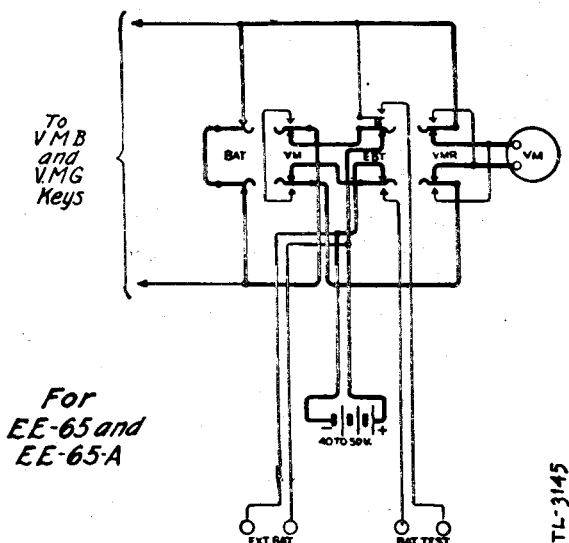 To
VMB
and
VMG
Keys
BAT
VM
EBT
VMR
VM
For
EE-65 and
EE-65-A
- 40 TO 50 V. +
EXT BAT
BAT TEST
TL-3145